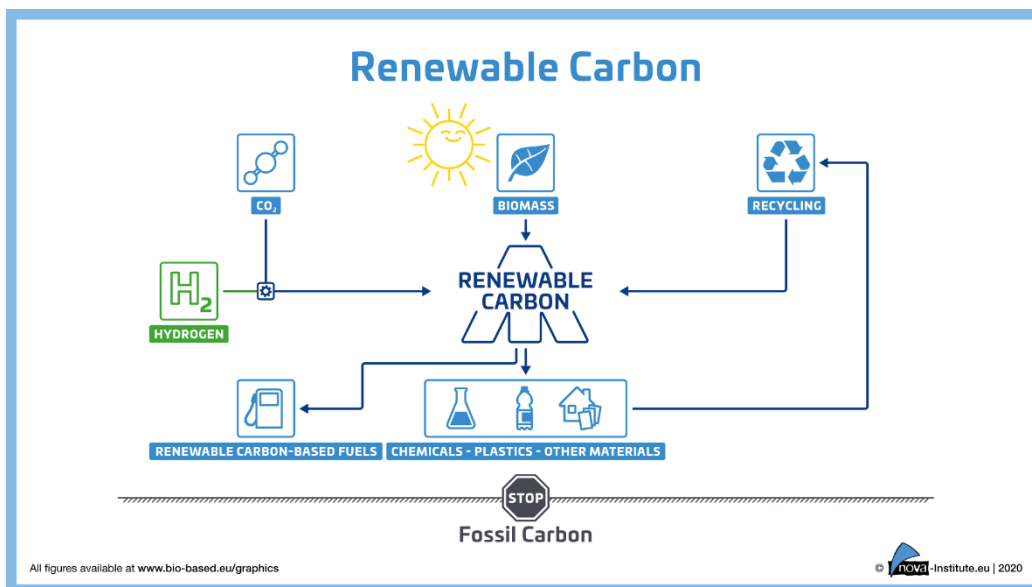 Renewable Carbon
CO₂
BIOMASS
RECYCLING
H₂
HYDROGEN
RENEWABLE
CARBON
RENEWABLE CARBON-BASED FUELS
CHEMICALS - PLASTICS - OTHER MATERIALS
STOP
Fossil Carbon
All figures available at www.bio-based.eu/graphics
© nova-Institute.eu | 2020